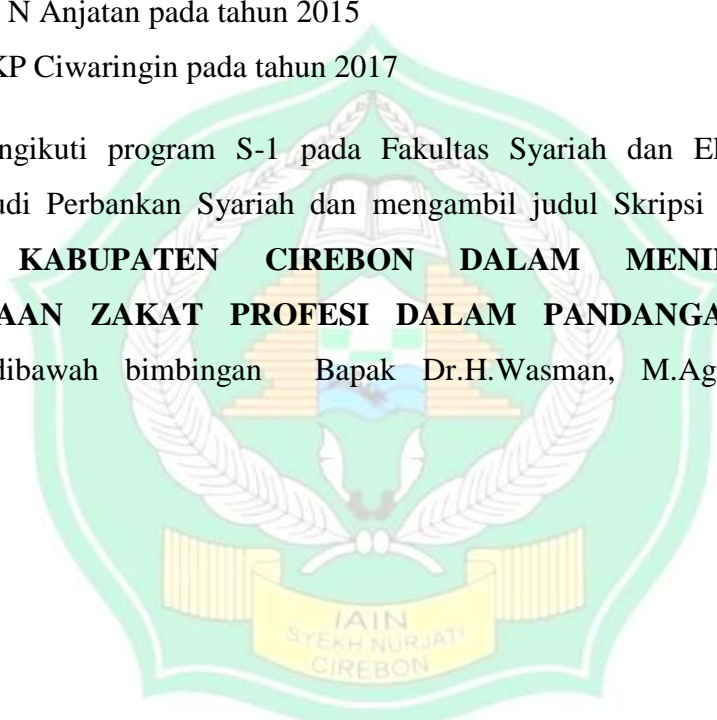 N Anjatan pada tahun 2015
KP Ciwaringin pada tahun 2017
ngikuti program S-1 pada Fakultas Syariah dan E
udi Perbankan Syariah dan mengambil judul Skripsi
KABUPATEN CIREBON DALAM MENI
AAN ZAKAT PROFESI DALAM PANDANGA
dibawah bimbingan Bapak Dr.H.Wasman, M.Ag
IAIN
SYEKH NURJATI
CIREBON